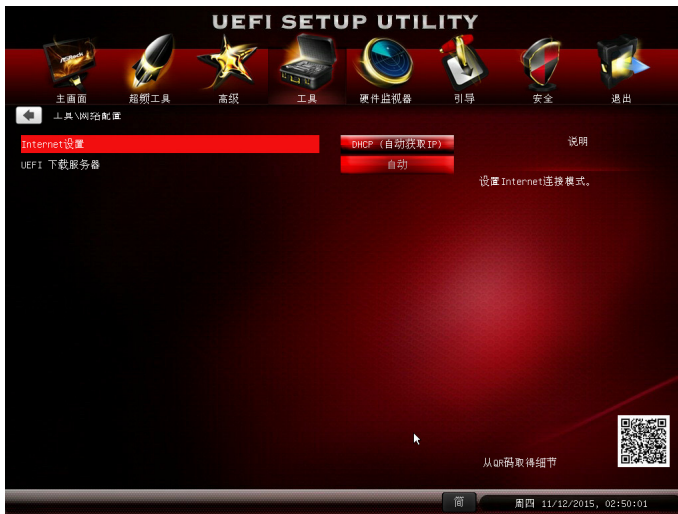 UEFI SETUP UTILITY
主画面 超频工具 高级 工具 硬件监视器 引导 安全 退出
工具\网络配置
Internet设置 DHCP (自动获取IP) 说明
UEFI 下载服务器 自动
设置Internet连接模式。
从QR码取得细节
简 周四 11/12/2015, 02:50:01